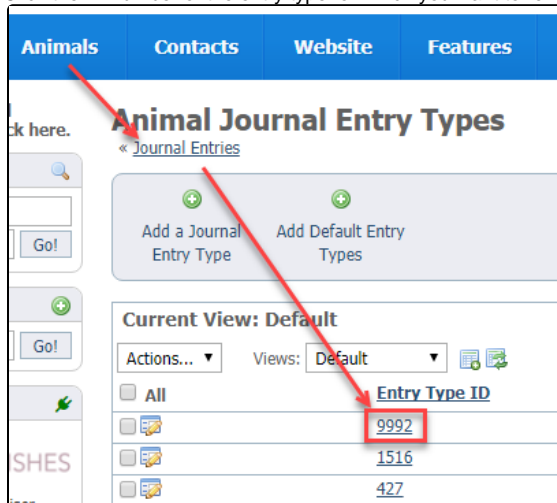 Animals Contacts Website Features
ck here.
Animal Journal Entry Types
« Journal Entries
Go!
Add a Journal Entry Type
Add Default Entry Types
Go!
Current View: Default
Actions... Views: Default
All Entry Type ID
9992
ISHES
1516
427